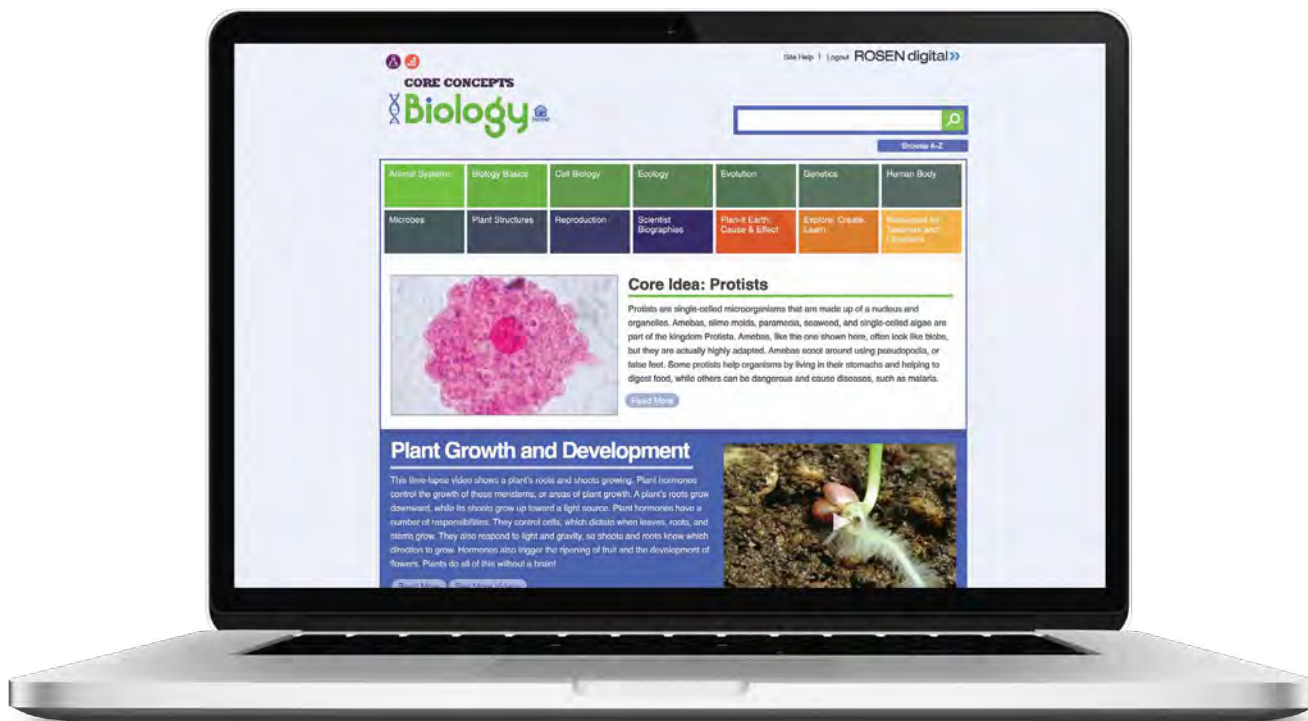 Site Help | Logout ROSEN digital»
CORE CONCEPTS
Biology
home
Browse A-Z
Animal Systems
Biology Basics
Cell Biology
Ecology
Evolution
Genetics
Human Body
Microbes
Plant Structures
Reproduction
Scientist
Biographies
Plan-It Earth:
Cause & Effect
Explore, Create,
Learn
Resources for
Teachers and
Core Idea: Protists
Protists are single-celled microorganisms that are made up of a nucleus and
organelles. Amebas, slime molds, paramecia, seaweed, and single-celled algae are
part of the kingdom Protista. Amebas, like the one shown here, often look like blobs,
but they are actually highly adapted. Amebas scoot around using pseudopodia, or
false feet. Some protists help organisms by living in their stomachs and helping to
digest food, while others can be dangerous and cause diseases, such as malaria.
Read More
Plant Growth and Development
This time-lapse video shows a plant's roots and shoots growing. Plant hormones
control the growth of these meristems, or areas of plant growth. A plant's roots grow
downward, while its shoots grow up toward a light source. Plant hormones have a
number of responsibilities. They control cells, which dictate when leaves, roots, and
stems grow. They also respond to light and gravity, so shoots and roots know which
direction to grow. Hormones also trigger the ripening of fruit and the development of
flowers. Plants do all of this without a brain!
Read More